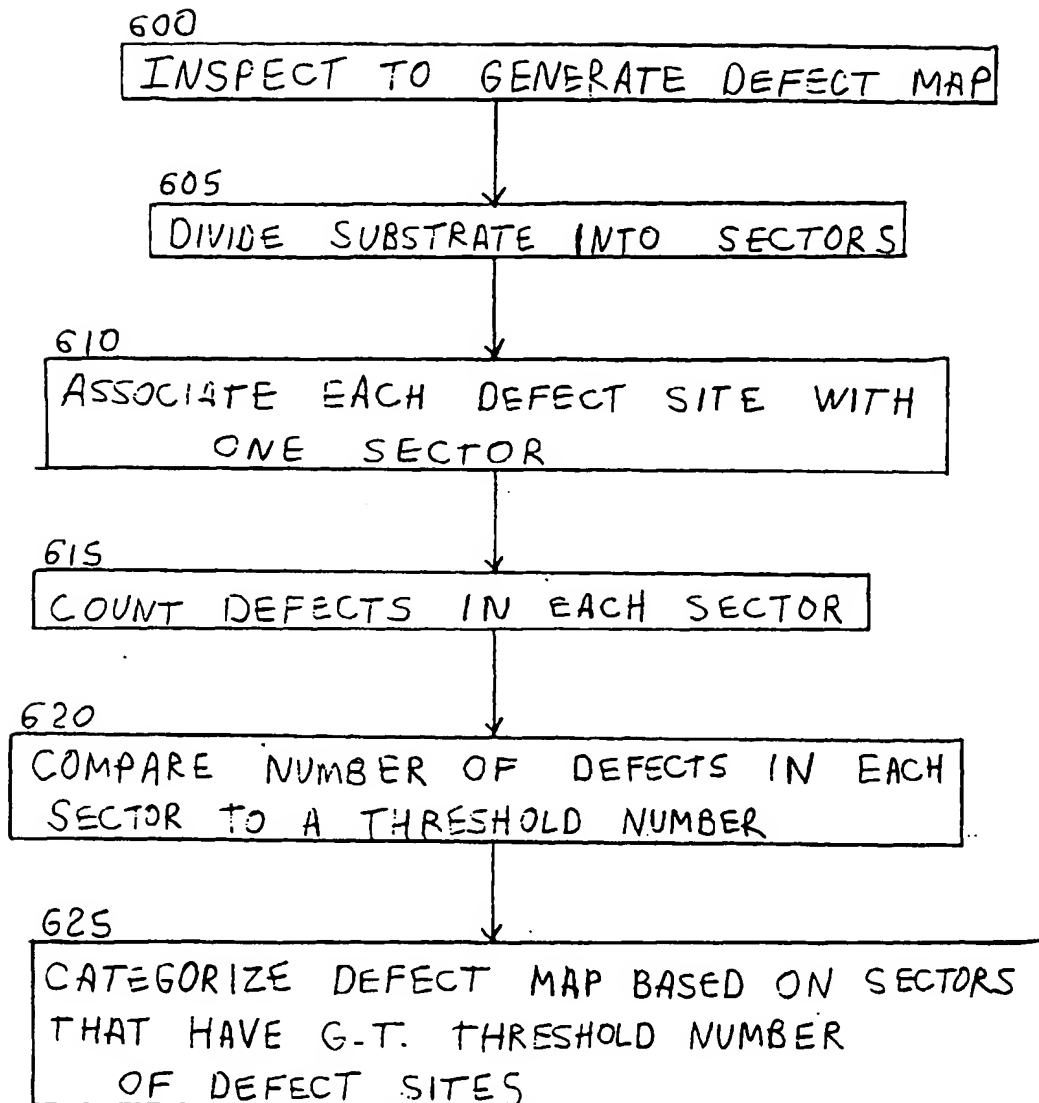 600
INSPECT TO GENERATE DEFECT MAP
605
DIVIDE SUBSTRATE INTO SECTORS
610
ASSOCIATE EACH DEFECT SITE WITH
ONE SECTOR
615
COUNT DEFECTS IN EACH SECTOR
620
COMPARE NUMBER OF DEFECTS IN EACH
SECTOR TO A THRESHOLD NUMBER
625
CATEGORIZE DEFECT MAP BASED ON SECTORS
THAT HAVE G.T. THRESHOLD NUMBER
OF DEFECT SITES